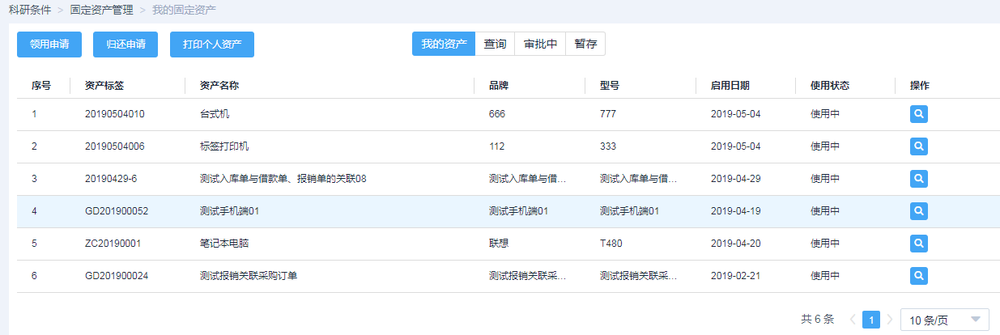 科研条件 > 固定资产管理 > 我的固定资产
领用申请 归还申请 打印个人资产 我的资产 查询 审批中 暂存
序号 资产标签 资产名称 品牌 型号 启用日期 使用状态 操作
1 20190504010 台式机 666 777 2019-05-04 使用中
2 20190504006 标签打印机 112 333 2019-05-04 使用中
3 20190429-6 测试入库单与借款单、报销单的关联08 测试入库单与借... 测试入库单与借... 2019-04-29 使用中
4 GD201900052 测试手机端01 测试手机端01 测试手机端01 2019-04-19 使用中
5 ZC20190001 笔记本电脑 联想 T480 2019-04-20 使用中
6 GD201900024 测试报销关联采购订单 测试报销关联采... 测试报销关联采... 2019-02-21 使用中
共 6 条 1 10 条/页